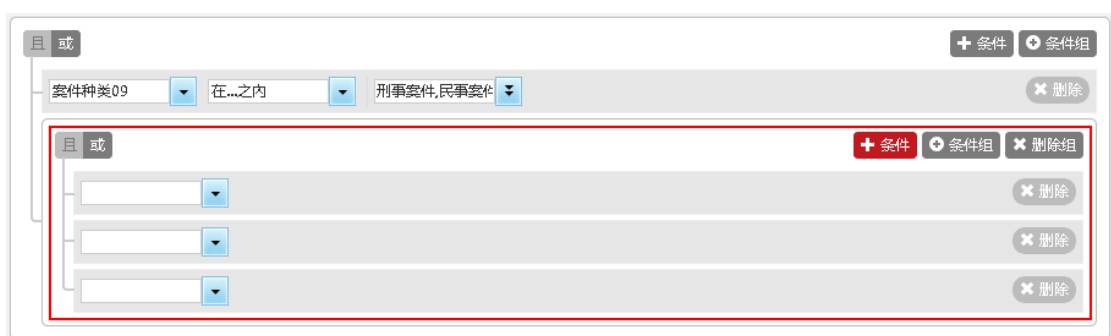 且 或 条件 条件组
案件种类09 在...之内 刑事案件,民事案件 删除
且 或 条件 条件组 删除组
删除
删除
删除